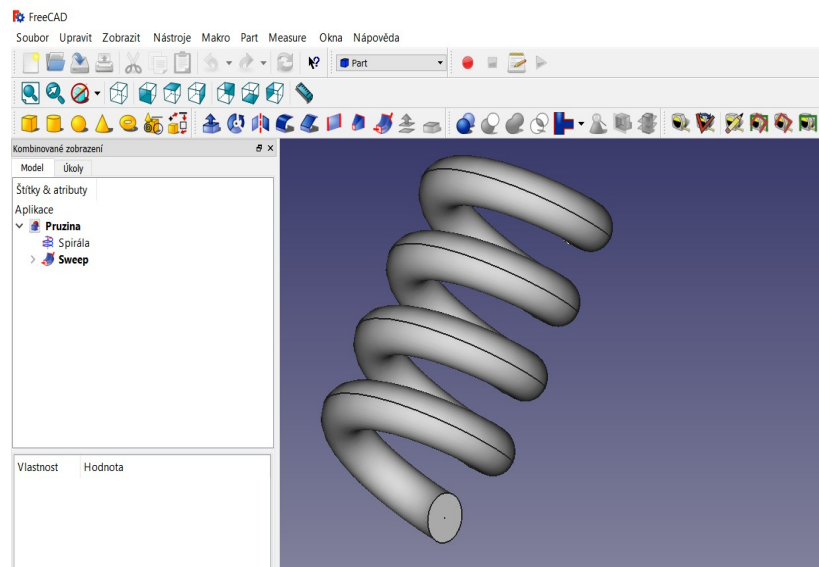 FreeCAD
Soubor Upravit Zobrazit Nástroje Makro Part Measure Okna Nápověda
Part
Kombinované zobrazení
Model Úkoly
Štítky & atributy
Aplikace
Pruzina
Spirála
Sweep
Vlastnost Hodnota